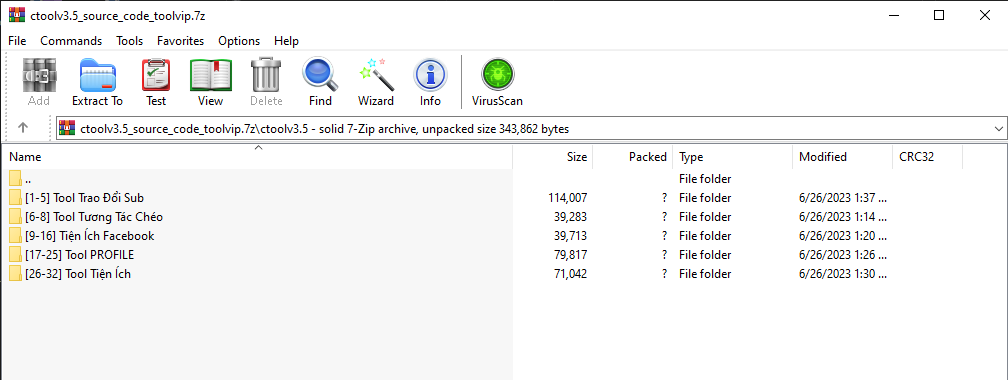 ctoolv3.5_source_code_toolvip.7z
File Commands Tools Favorites Options Help
Add Extract To Test View Delete Find Wizard Info VirusScan
ctoolv3.5_source_code_toolvip.7z\ctoolv3.5 - solid 7-Zip archive, unpacked size 343,862 bytes
Name Size Packed Type Modified CRC32
.. File folder
[1-5] Tool Trao Đổi Sub 114,007 ? File folder 6/26/2023 1:37 ...
[6-8] Tool Tương Tác Chéo 39,283 ? File folder 6/26/2023 1:14 ...
[9-16] Tiện Ích Facebook 39,713 ? File folder 6/26/2023 1:20 ...
[17-25] Tool PROFILE 79,817 ? File folder 6/26/2023 1:26 ...
[26-32] Tool Tiện Ích 71,042 ? File folder 6/26/2023 1:30 ...